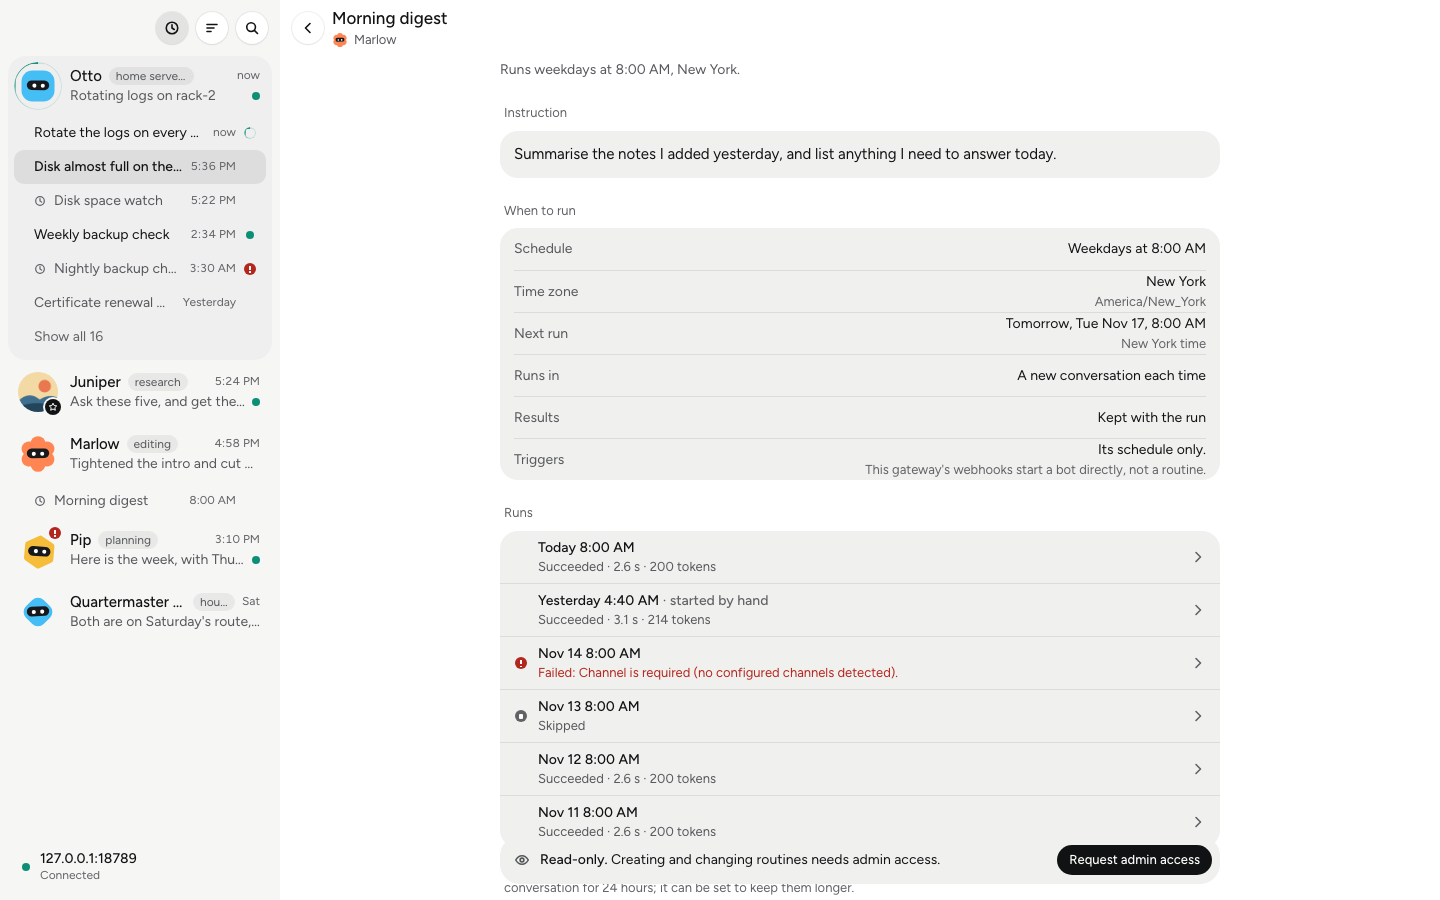 Otto home serve... now
Rotating logs on rack-2
Rotate the logs on every ... now
Disk almost full on the... 5:36 PM
Disk space watch 5:22 PM
Weekly backup check 2:34 PM
Nightly backup ch... 3:30 AM
Certificate renewal ... Yesterday
Show all 16
Juniper research 5:24 PM
Ask these five, and get the...
Marlow editing 4:58 PM
Tightened the intro and cut ...
Morning digest 8:00 AM
Pip planning 3:10 PM
Here is the week, with Thu...
Quartermaster ... hou... Sat
Both are on Saturday's route,...
127.0.0.1:18789
Connected
Morning digest
Marlow
Runs weekdays at 8:00 AM, New York.
Instruction
Summarise the notes I added yesterday, and list anything I need to answer today.
When to run
Schedule Weekdays at 8:00 AM
Time zone New York
America/New_York
Next run Tomorrow, Tue Nov 17, 8:00 AM
New York time
Runs in A new conversation each time
Results Kept with the run
Triggers Its schedule only.
This gateway's webhooks start a bot directly, not a routine.
Runs
Today 8:00 AM
Succeeded · 2.6 s · 200 tokens
Yesterday 4:40 AM · started by hand
Succeeded · 3.1 s · 214 tokens
Nov 14 8:00 AM
Failed: Channel is required (no configured channels detected).
Nov 13 8:00 AM
Skipped
Nov 12 8:00 AM
Succeeded · 2.6 s · 200 tokens
Nov 11 8:00 AM
Succeeded · 2.6 s · 200 tokens
Read-only. Creating and changing routines needs admin access. Request admin access
conversation for 24 hours; it can be set to keep them longer.